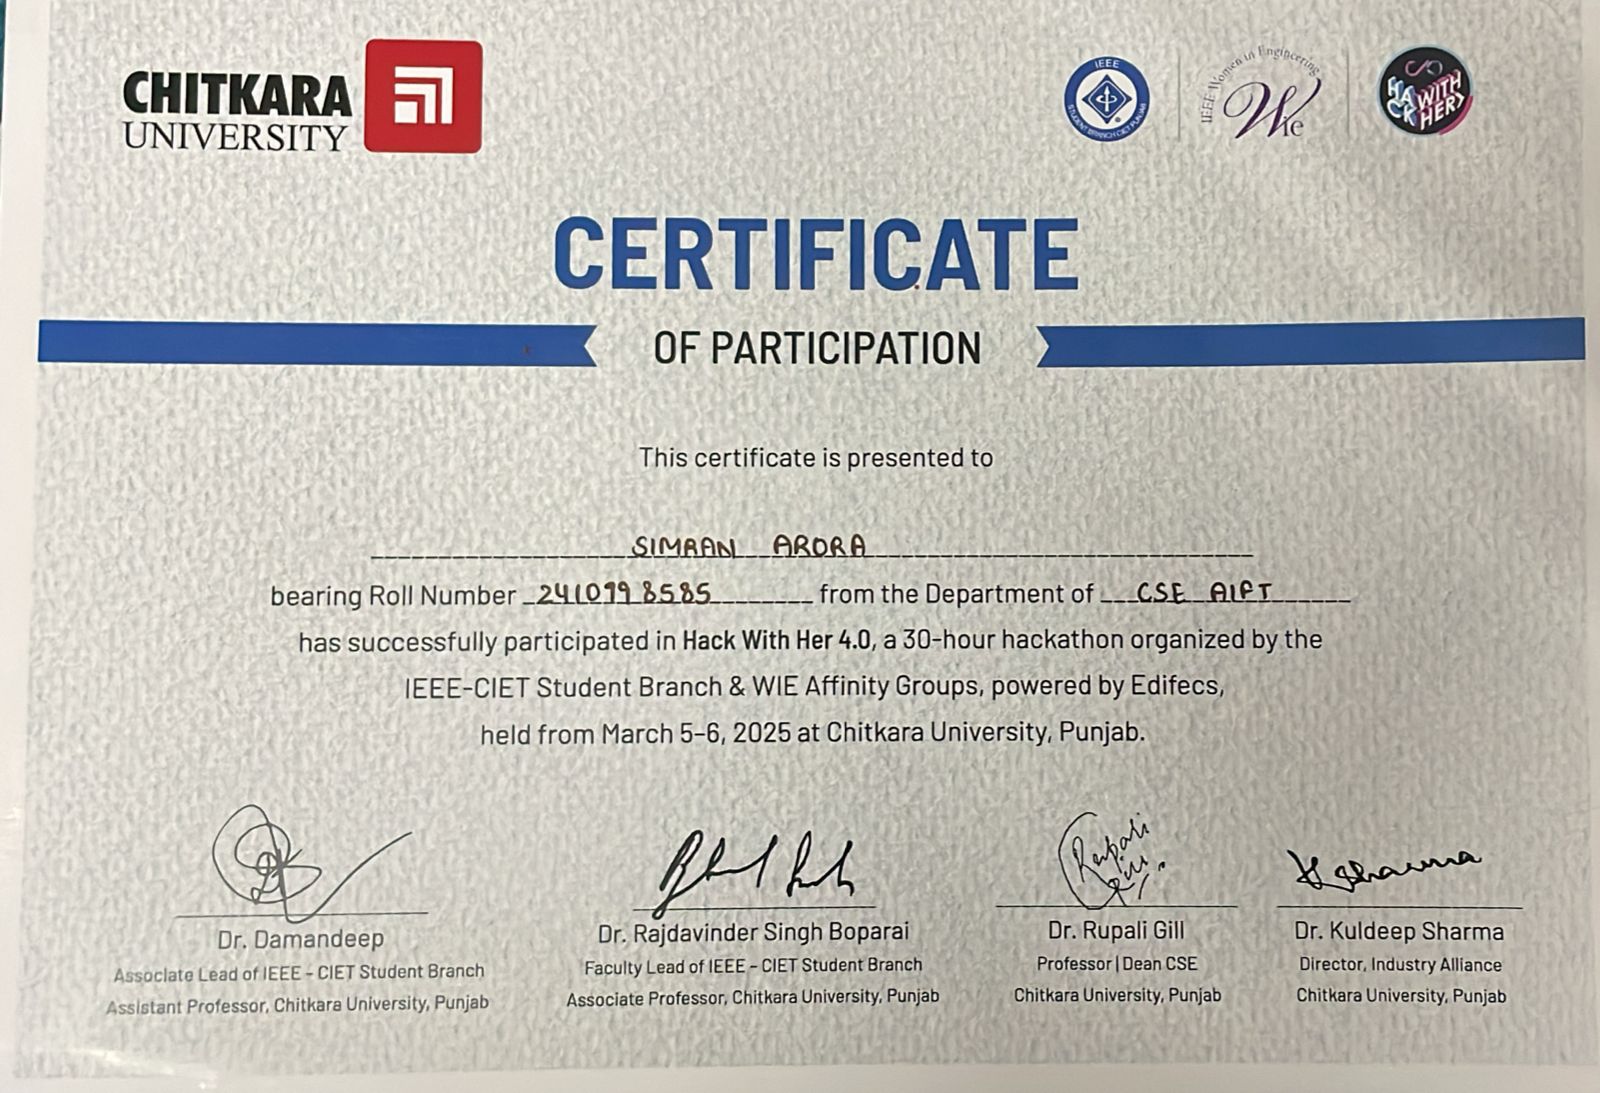 CHITKARA
UNIVERSITY
IEEE
STUDENT BRANCH CIET PUNJAB
IEEE Women in Engineering
Wie
HACK WITH HER
CERTIFICATE
OF PARTICIPATION
This certificate is presented to
SIMRAN ARORA
bearing Roll Number 2410998585 from the Department of CSE AIFT
has successfully participated in Hack With Her 4.0, a 30-hour hackathon organized by the
IEEE-CIET Student Branch & WIE Affinity Groups, powered by Edifecs,
held from March 5-6, 2025 at Chitkara University, Punjab.
Rupali Gill
K Sharma
Dr. Damandeep
Associate Lead of IEEE - CIET Student Branch
Assistant Professor, Chitkara University, Punjab
Dr. Rajdavinder Singh Boparai
Faculty Lead of IEEE - CIET Student Branch
Associate Professor, Chitkara University, Punjab
Dr. Rupali Gill
Professor | Dean CSE
Chitkara University, Punjab
Dr. Kuldeep Sharma
Director, Industry Alliance
Chitkara University, Punjab